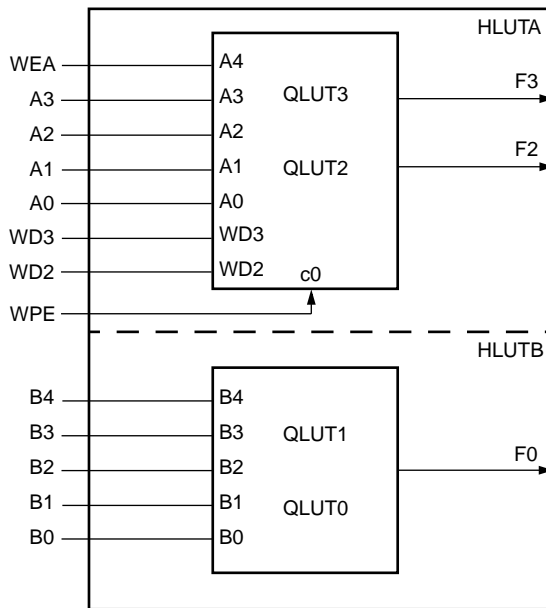 HLUTA
WEA A4 F3
A3 A3 QLUT3
A2 A2 F2
A1 A1 QLUT2
A0 A0
WD3 WD3
WD2 WD2
c0
WPE
HLUTB
B4 B4
B3 B3 QLUT1
B2 B2 F0
B1 B1 QLUT0
B0 B0